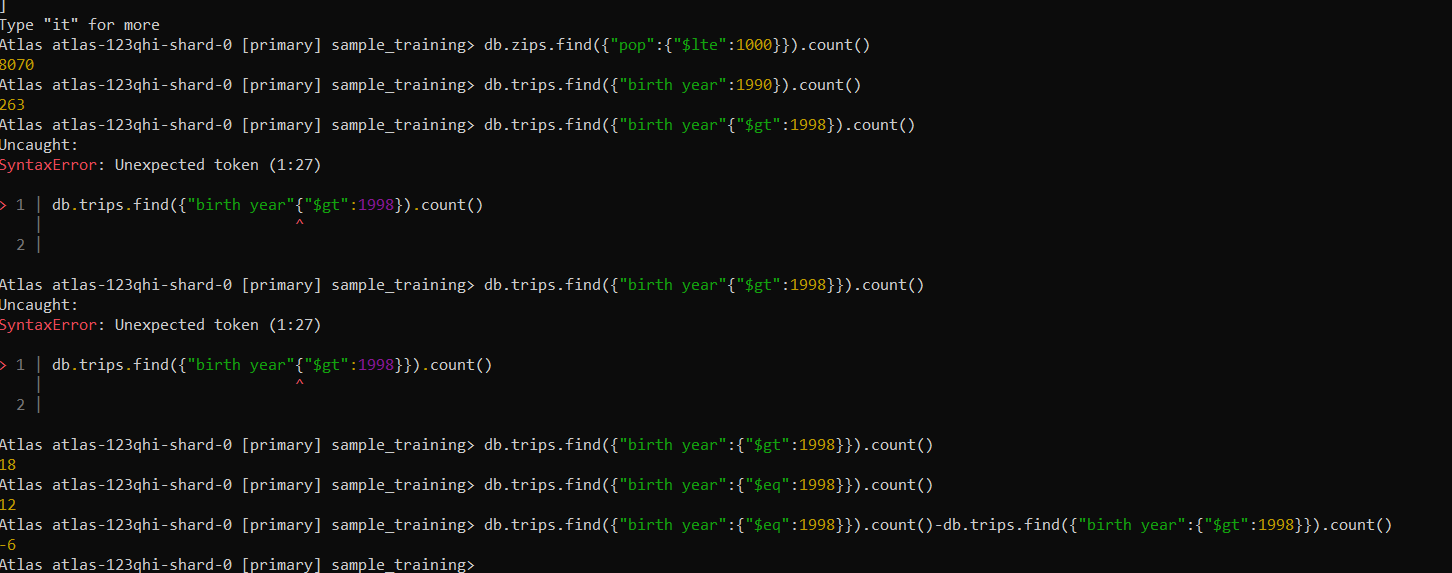 ]
Type "it" for more
Atlas atlas-123qhi-shard-0 [primary] sample_training> db.zips.find({"pop":{"$lte":1000}}).count()
8070
Atlas atlas-123qhi-shard-0 [primary] sample_training> db.trips.find({"birth year":1990}).count()
263
Atlas atlas-123qhi-shard-0 [primary] sample_training> db.trips.find({"birth year"{"$gt":1998}).count()
Uncaught:
SyntaxError: Unexpected token (1:27)
> 1 | db.trips.find({"birth year"{"$gt":1998}).count()
| ^
2 |
Atlas atlas-123qhi-shard-0 [primary] sample_training> db.trips.find({"birth year"{"$gt":1998}}).count()
Uncaught:
SyntaxError: Unexpected token (1:27)
> 1 | db.trips.find({"birth year"{"$gt":1998}}).count()
| ^
2 |
Atlas atlas-123qhi-shard-0 [primary] sample_training> db.trips.find({"birth year":{"$gt":1998}}).count()
18
Atlas atlas-123qhi-shard-0 [primary] sample_training> db.trips.find({"birth year":{"$eq":1998}}).count()
12
Atlas atlas-123qhi-shard-0 [primary] sample_training> db.trips.find({"birth year":{"$eq":1998}}).count()-db.trips.find({"birth year":{"$gt":1998}}).count()
-6
Atlas atlas-123qhi-shard-0 [primary] sample_training>